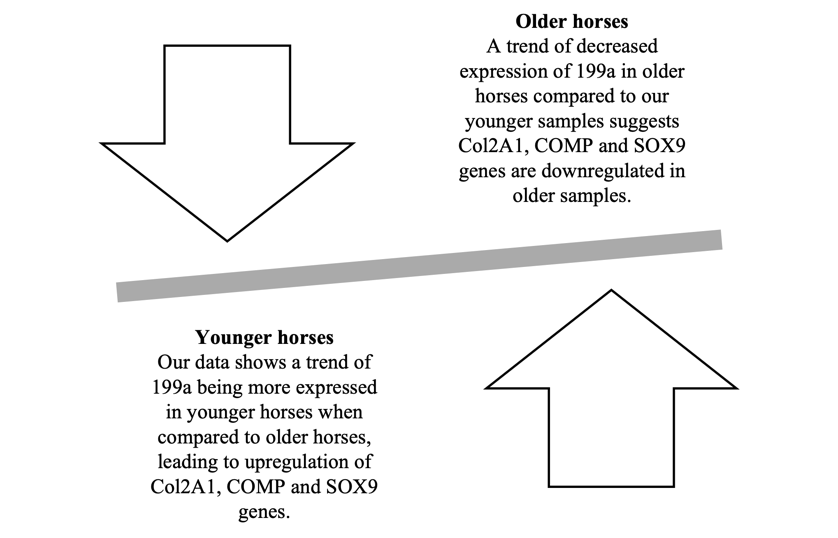 Older horses
A trend of decreased
expression of 199a in older
horses compared to our
younger samples suggests
Col2A1, COMP and SOX9
genes are downregulated in
older samples.
Younger horses
Our data shows a trend of
199a being more expressed
in younger horses when
compared to older horses,
leading to upregulation of
Col2A1, COMP and SOX9
genes.